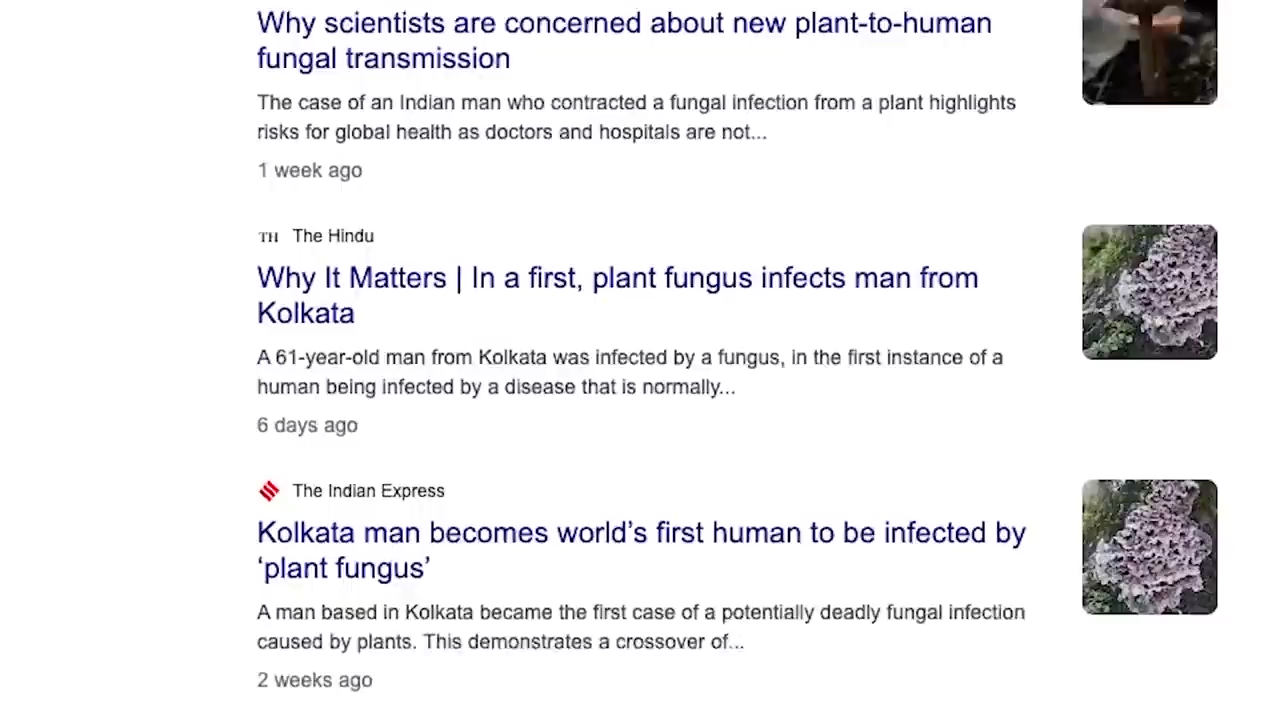 Why scientists are concerned about new plant-to-human
fungal transmission
The case of an Indian man who contracted a fungal infection from a plant highlights
risks for global health as doctors and hospitals are not...
1 week ago
TH The Hindu
Why It Matters | In a first, plant fungus infects man from
Kolkata
A 61-year-old man from Kolkata was infected by a fungus, in the first instance of a
human being infected by a disease that is normally...
6 days ago
The Indian Express
Kolkata man becomes world’s first human to be infected by
‘plant fungus’
A man based in Kolkata became the first case of a potentially deadly fungal infection
caused by plants. This demonstrates a crossover of...
2 weeks ago